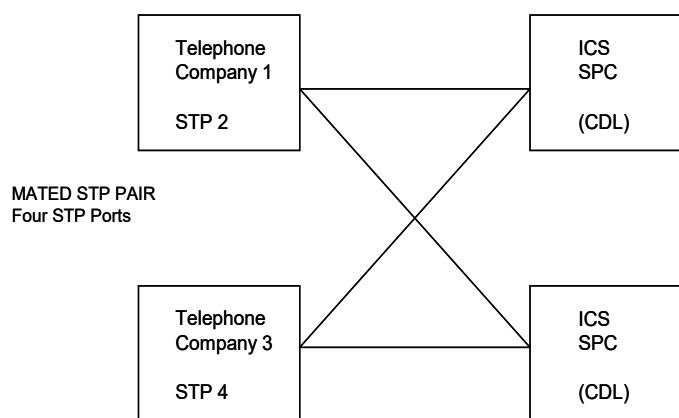 Telephone
Company 1
STP 2
ICS
SPC
(CDL)
MATED STP PAIR
Four STP Ports
Telephone
Company 3
STP 4
ICS
SPC
(CDL)